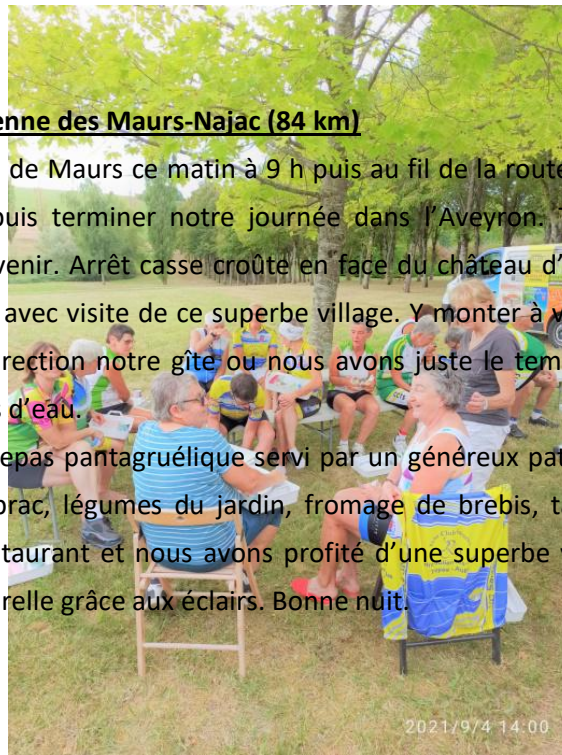 enne des Maurs-Najac (84 km)
de Maurs ce matin à 9 h puis au fil de la route
puis terminer notre journée dans l’Aveyron.
venir. Arrêt casse croûte en face du château d’
avec visite de ce superbe village. Y monter à v
rection notre gîte ou nous avons juste le tem
s d’eau.
epas pantagruélique servi par un généreux pat
brac, légumes du jardin, fromage de brebis, ta
taurant et nous avons profité d’une superbe v
relle grâce aux éclairs. Bonne nuit.
2021/9/4 14:00